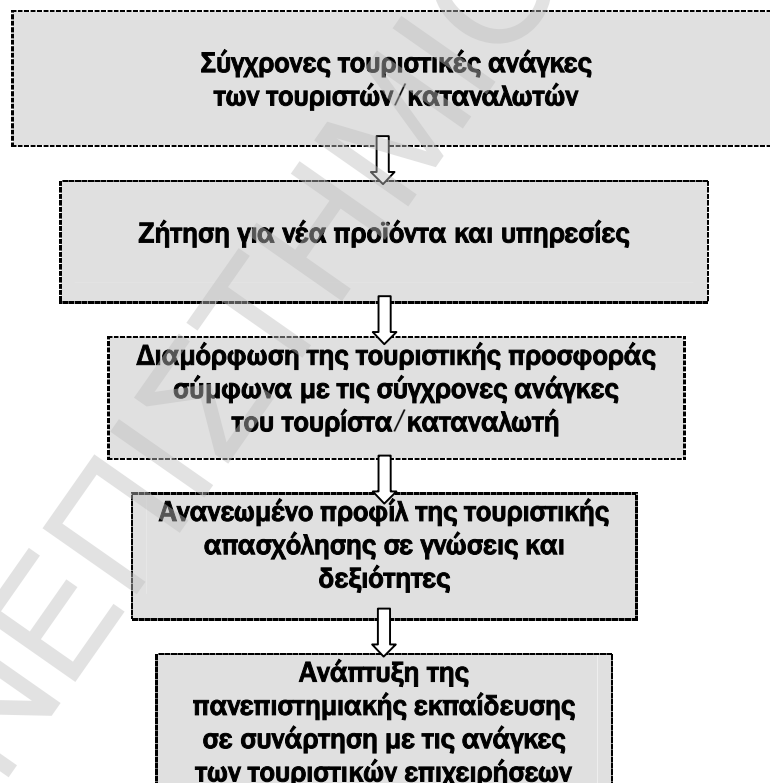 Σύγχρονες τουριστικές ανάγκες
των τουριστών/καταναλωτών
Ζήτηση για νέα προϊόντα και υπηρεσίες
Διαμόρφωση της τουριστικής προσφοράς
σύμφωνα με τις σύγχρονες ανάγκες
του τουρίστα/καταναλωτή
Ανανεωμένο προφίλ της τουριστικής
απασχόλησης σε γνώσεις και
δεξιότητες
Ανάπτυξη της
πανεπιστημιακής εκπαίδευσης
σε συνάρτηση με τις ανάγκες
των τουριστικών επιχειρήσεων